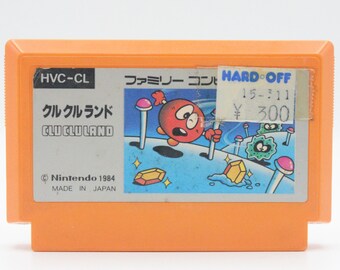 HVC-CL
ファミリー コンピ
HARD·OFF
15-311
¥ 300
クルクルランド
CLU CLU LAND
© Nintendo 1984
MADE IN JAPAN